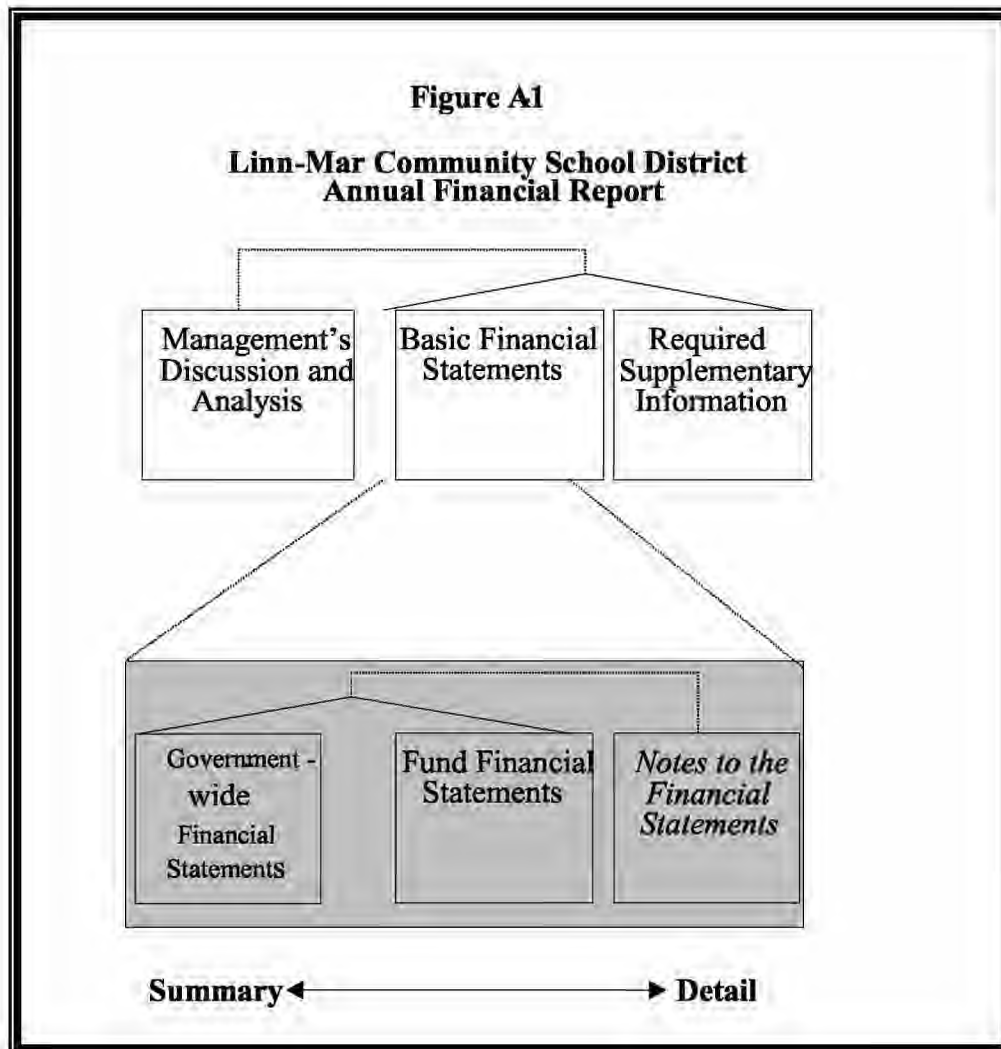 Figure A1
Linn-Mar Community School District
Annual Financial Report
Management's
Discussion and
Analysis
Basic Financial
Statements
Required
Supplementary
Information
Government -
wide
Financial
Statements
Fund Financial
Statements
Notes to the
Financial
Statements
Summary
Detail